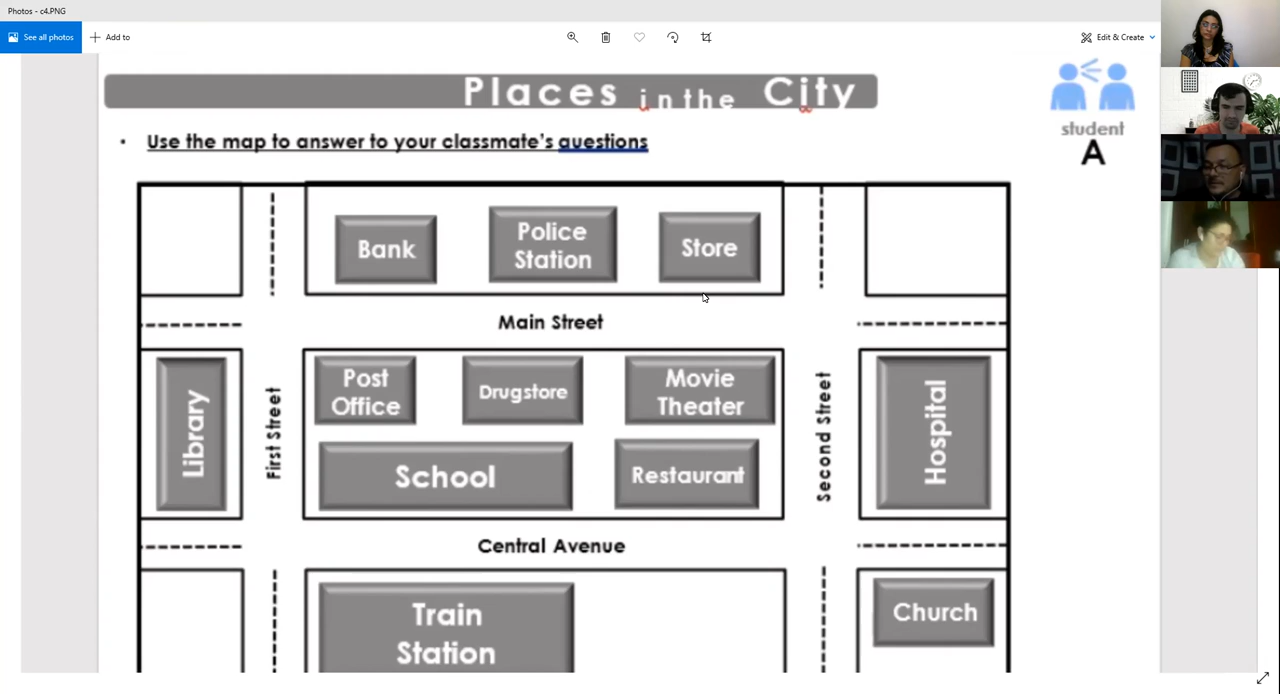 Photos - c4.PNG
See all photos
Add to
Edit & Create
Places in the City
• Use the map to answer to your classmate's questions
student
A
Bank
Police
Station
Store
Main Street
Library
First Street
Post
Office
Drugstore
Movie
Theater
Second Street
Hospital
School
Restaurant
Central Avenue
Train
Station
Church